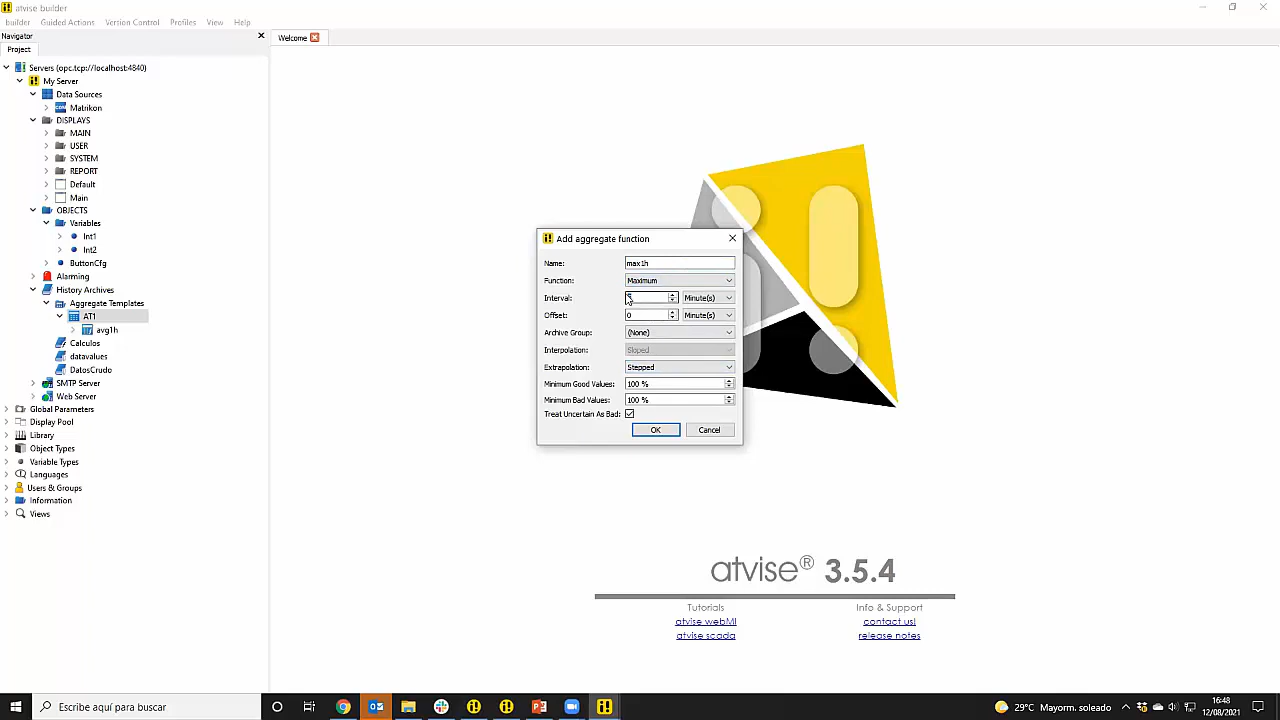 atvise builder
builder Guided Actions Version Control Profiles View Help
Navigator
Project
Welcome
Servers (opc.tcp://localhost:4840)
My Server
Data Sources
Matrikon
DISPLAYS
MAIN
USER
SYSTEM
REPORT
Default
Main
OBJECTS
Variables
Int1
Int2
ButtonCfg
Alarming
History Archives
Aggregate Templates
AT1
avg1h
Calculos
datavalues
DatosCrudo
SMTP Server
Web Server
Global Parameters
Display Pool
Library
Object Types
Variable Types
Languages
Users & Groups
Information
Views
Add aggregate function
Name: max1h
Function: Maximum
Interval: Minute(s)
Offset: 0 Minute(s)
Archive Group: (None)
Interpolation: Sloped
Extrapolation: Stepped
Minimum Good Values: 100 %
Minimum Bad Values: 100 %
Treat Uncertain As Bad:
OK Cancel
atvise® 3.5.4
Tutorials Info & Support
atvise webMI contact us!
atvise scada release notes
Escribe aquí para buscar
29°C Mayorm. soleado
16:48
12/08/2021